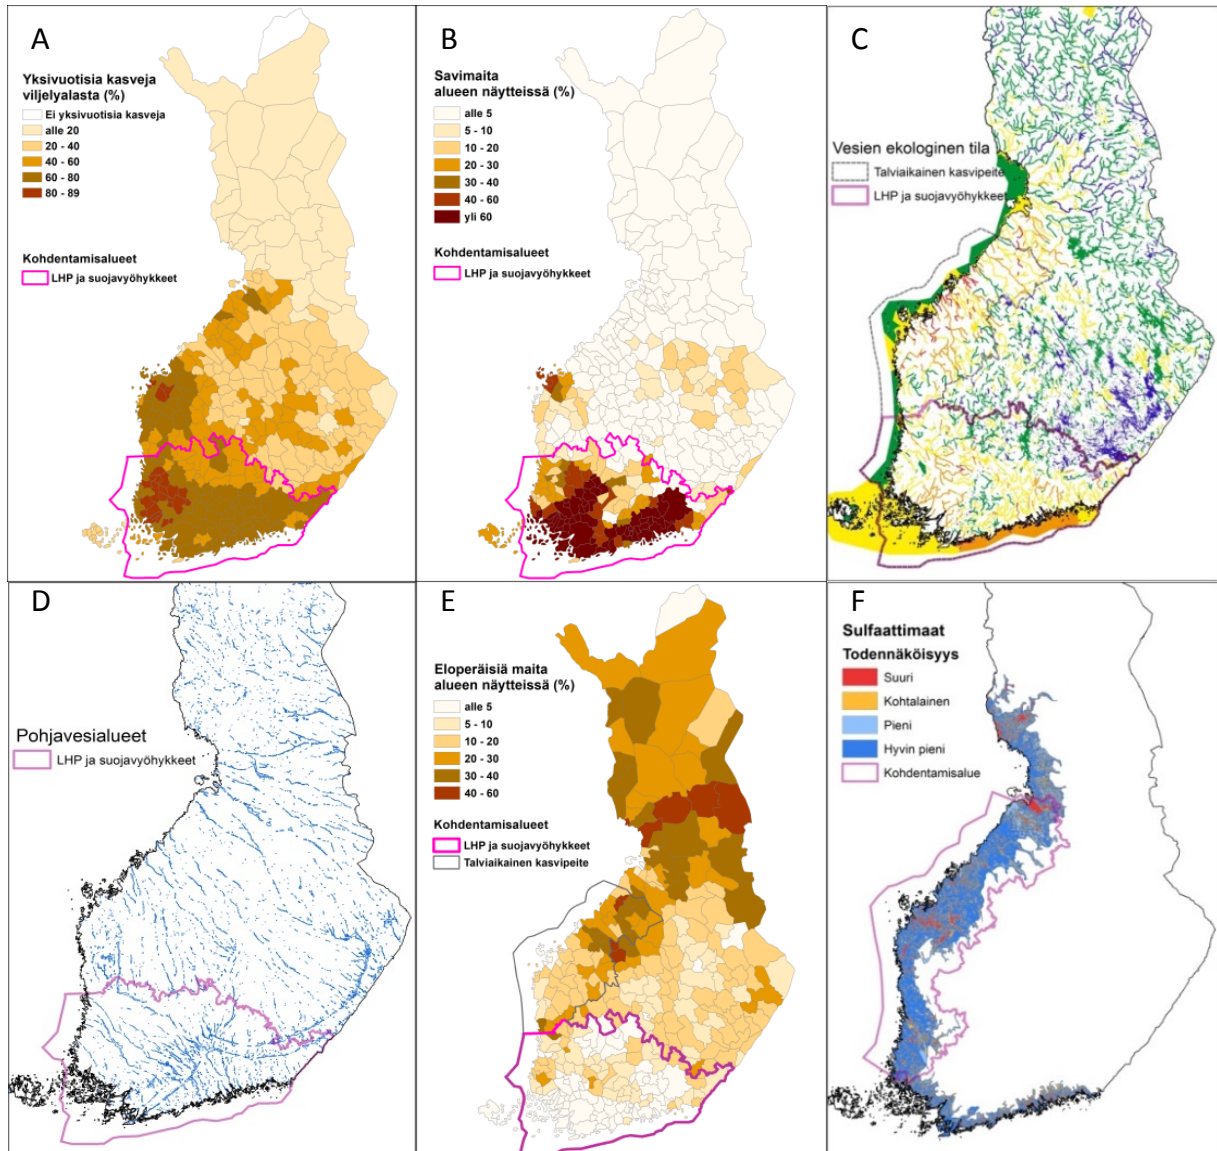 A
Yksivuotisia kasveja
viljelyalasta (%)
Ei yksivuotisia kasveja
alle 20
20 - 40
40 - 60
60 - 80
80 - 89
Kohdentamisalueet
LHP ja suojavyöhykkeet
B
Savimaita
alueen näytteissä (%)
alle 5
5 - 10
10 - 20
20 - 30
30 - 40
40 - 60
yli 60
Kohdentamisalueet
LHP ja suojavyöhykkeet
C
Vesien ekologinen tila
Talviaikainen kasvipeite
LHP ja suojavyöhykkeet
D
Pohjavesialueet
LHP ja suojavyöhykkeet
E
Eloperäisiä maita
alueen näytteissä (%)
alle 5
5 - 10
10 - 20
20 - 30
30 - 40
40 - 60
Kohdentamisalueet
LHP ja suojavyöhykkeet
Talviaikainen kasvipeite
F
Sulfaattimaat
Todennäköisyys
Suuri
Kohtalainen
Pieni
Hyvin pieni
Kohdentamisalue